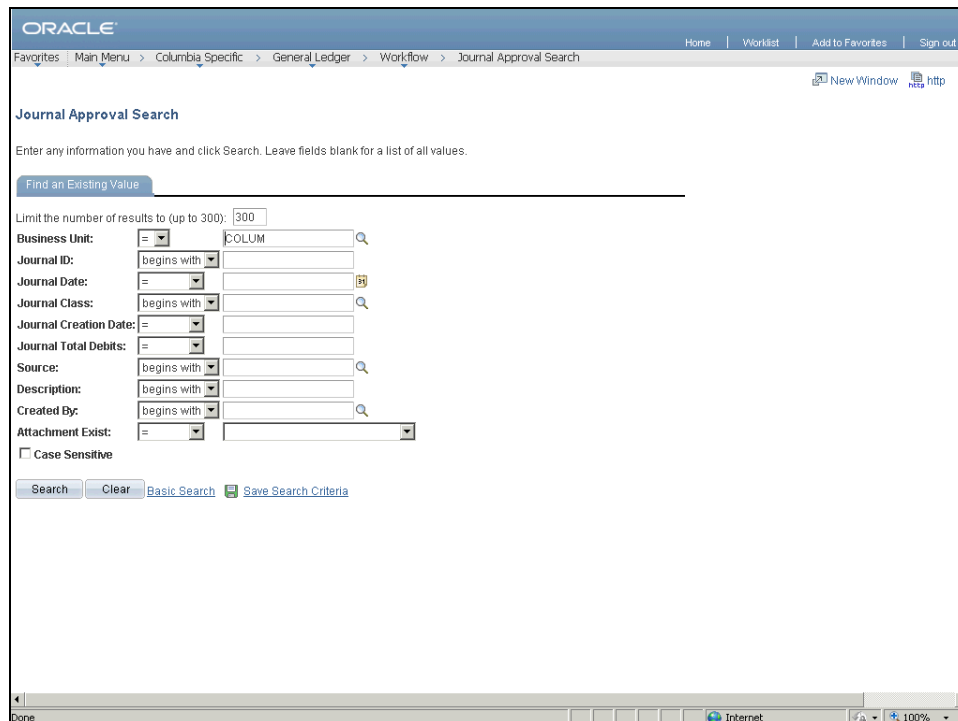 ORACLE
Home | Worklist | Add to Favorites | Sign out
Favorites Main Menu > Columbia Specific > General Ledger > Workflow > Journal Approval Search
New Window http
Journal Approval Search
Enter any information you have and click Search. Leave fields blank for a list of all values.
Find an Existing Value
Limit the number of results to (up to 300): 300
Business Unit: = COLUM
Journal ID: begins with
Journal Date: =
Journal Class: begins with
Journal Creation Date: =
Journal Total Debits: =
Source: begins with
Description: begins with
Created By: begins with
Attachment Exist: =
Case Sensitive
Search Clear Basic Search Save Search Criteria
Done Internet 100%